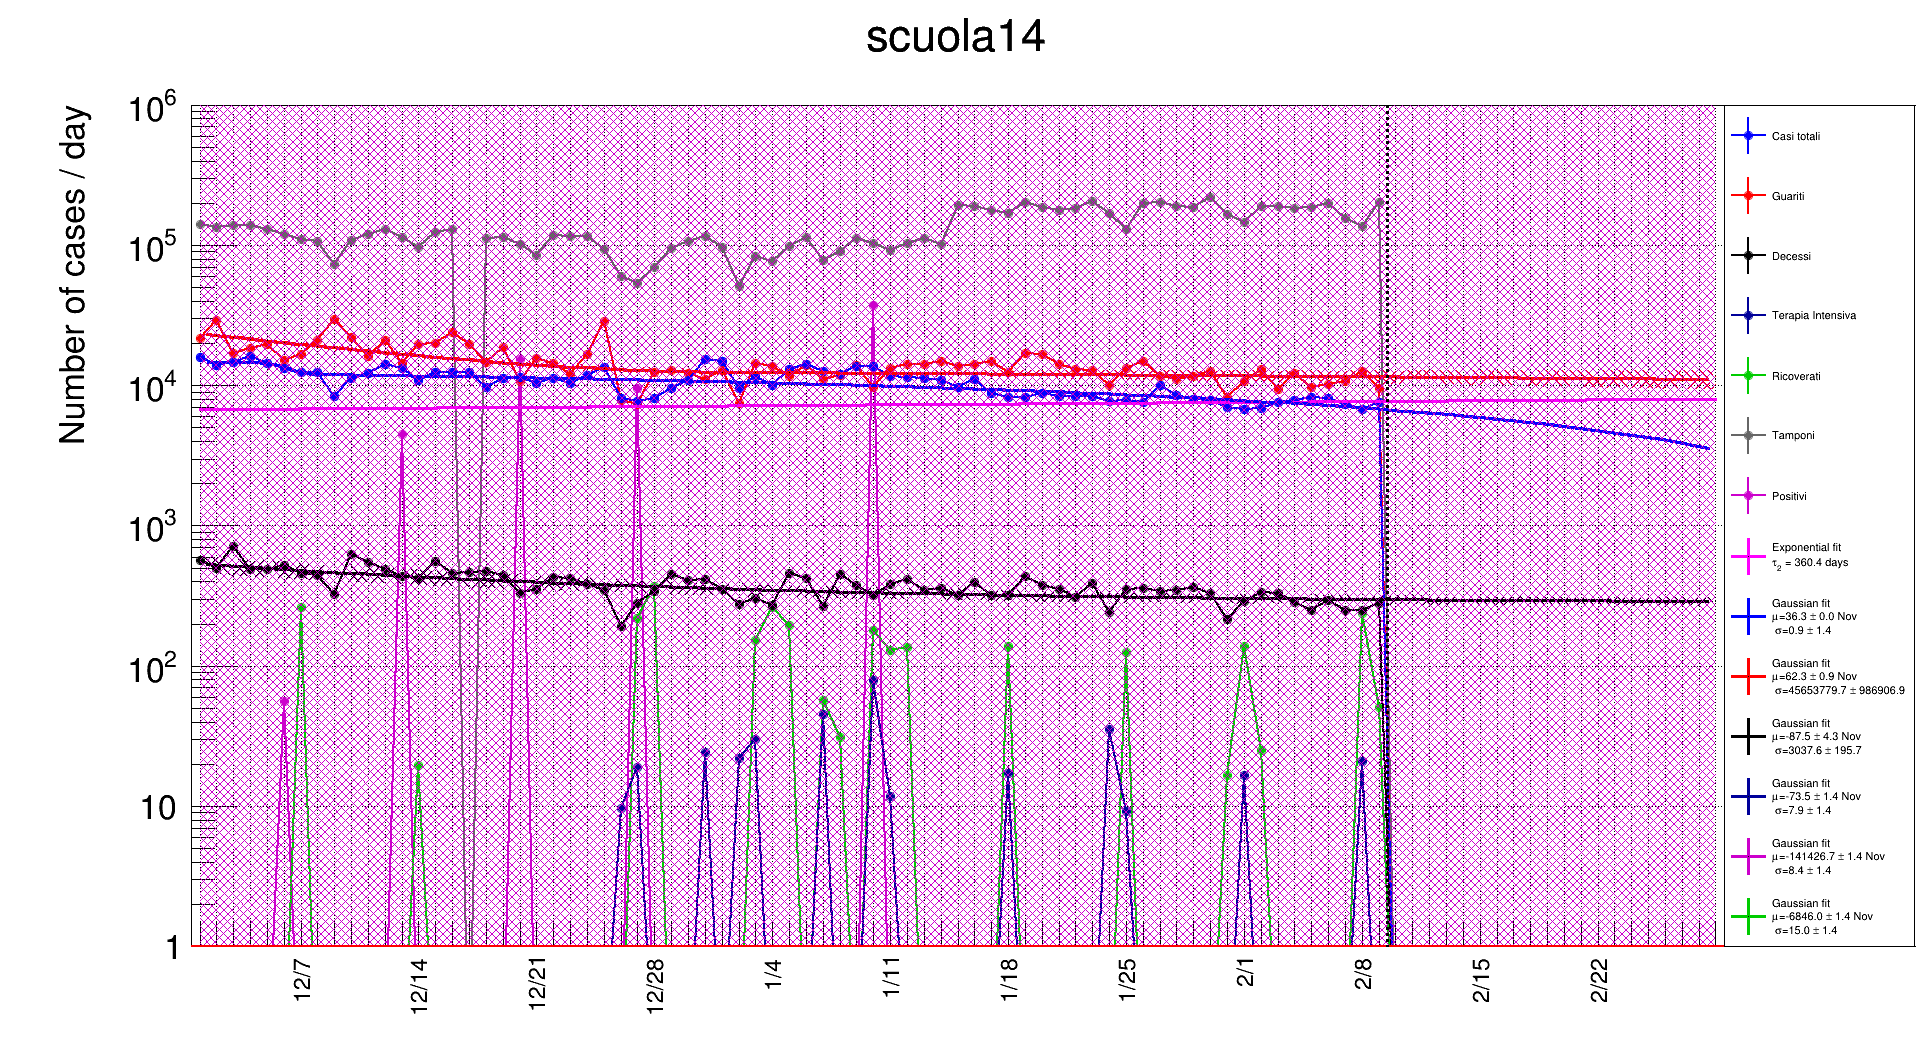 scuola14
Number of cases / day
10^6
10^5
10^4
10^3
10^2
10
1
12/7
12/14
12/21
12/28
1/4
1/11
1/18
1/25
2/1
2/8
2/15
2/22
Casi totali
Guariti
Decessi
Terapia Intensiva
Ricoverati
Tamponi
Positivi
Exponential fit
τ_2 = 360.4 days
Gaussian fit
μ=36.3 ± 0.0 Nov
σ=0.9 ± 1.4
Gaussian fit
μ=62.3 ± 0.9 Nov
σ=45653779.7 ± 986906.9
Gaussian fit
μ=-87.5 ± 4.3 Nov
σ=3037.6 ± 195.7
Gaussian fit
μ=-73.5 ± 1.4 Nov
σ=7.9 ± 1.4
Gaussian fit
μ=-141426.7 ± 1.4 Nov
σ=8.4 ± 1.4
Gaussian fit
μ=-6846.0 ± 1.4 Nov
σ=15.0 ± 1.4